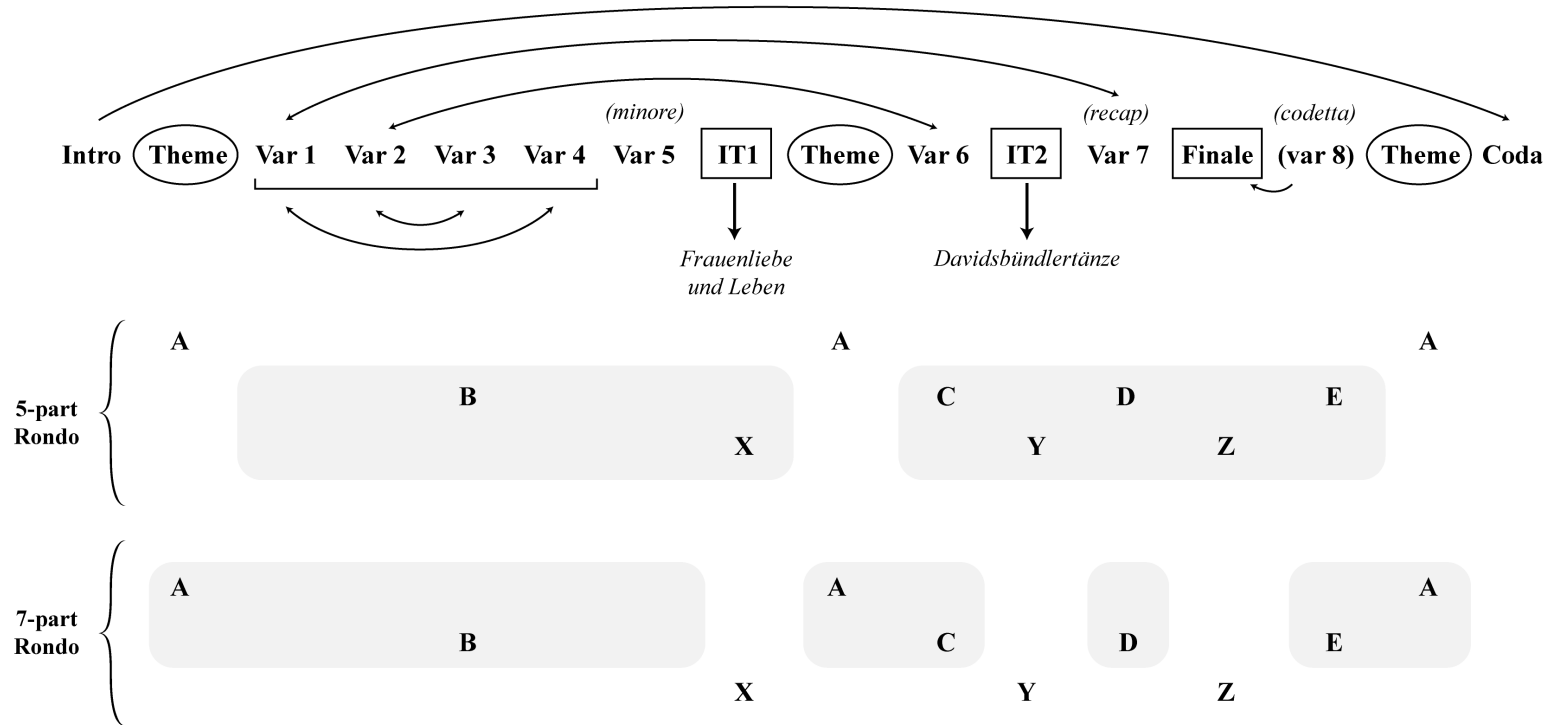 (minore) (recap) (codetta)
Intro Theme Var 1 Var 2 Var 3 Var 4 Var 5 IT1 Theme Var 6 IT2 Var 7 Finale (var 8) Theme Coda
Frauenliebe
und Leben
Davidsbündlertänze
5-part
Rondo
A A A
B C D E
X Y Z
7-part
Rondo
A A A
B C D E
X Y Z